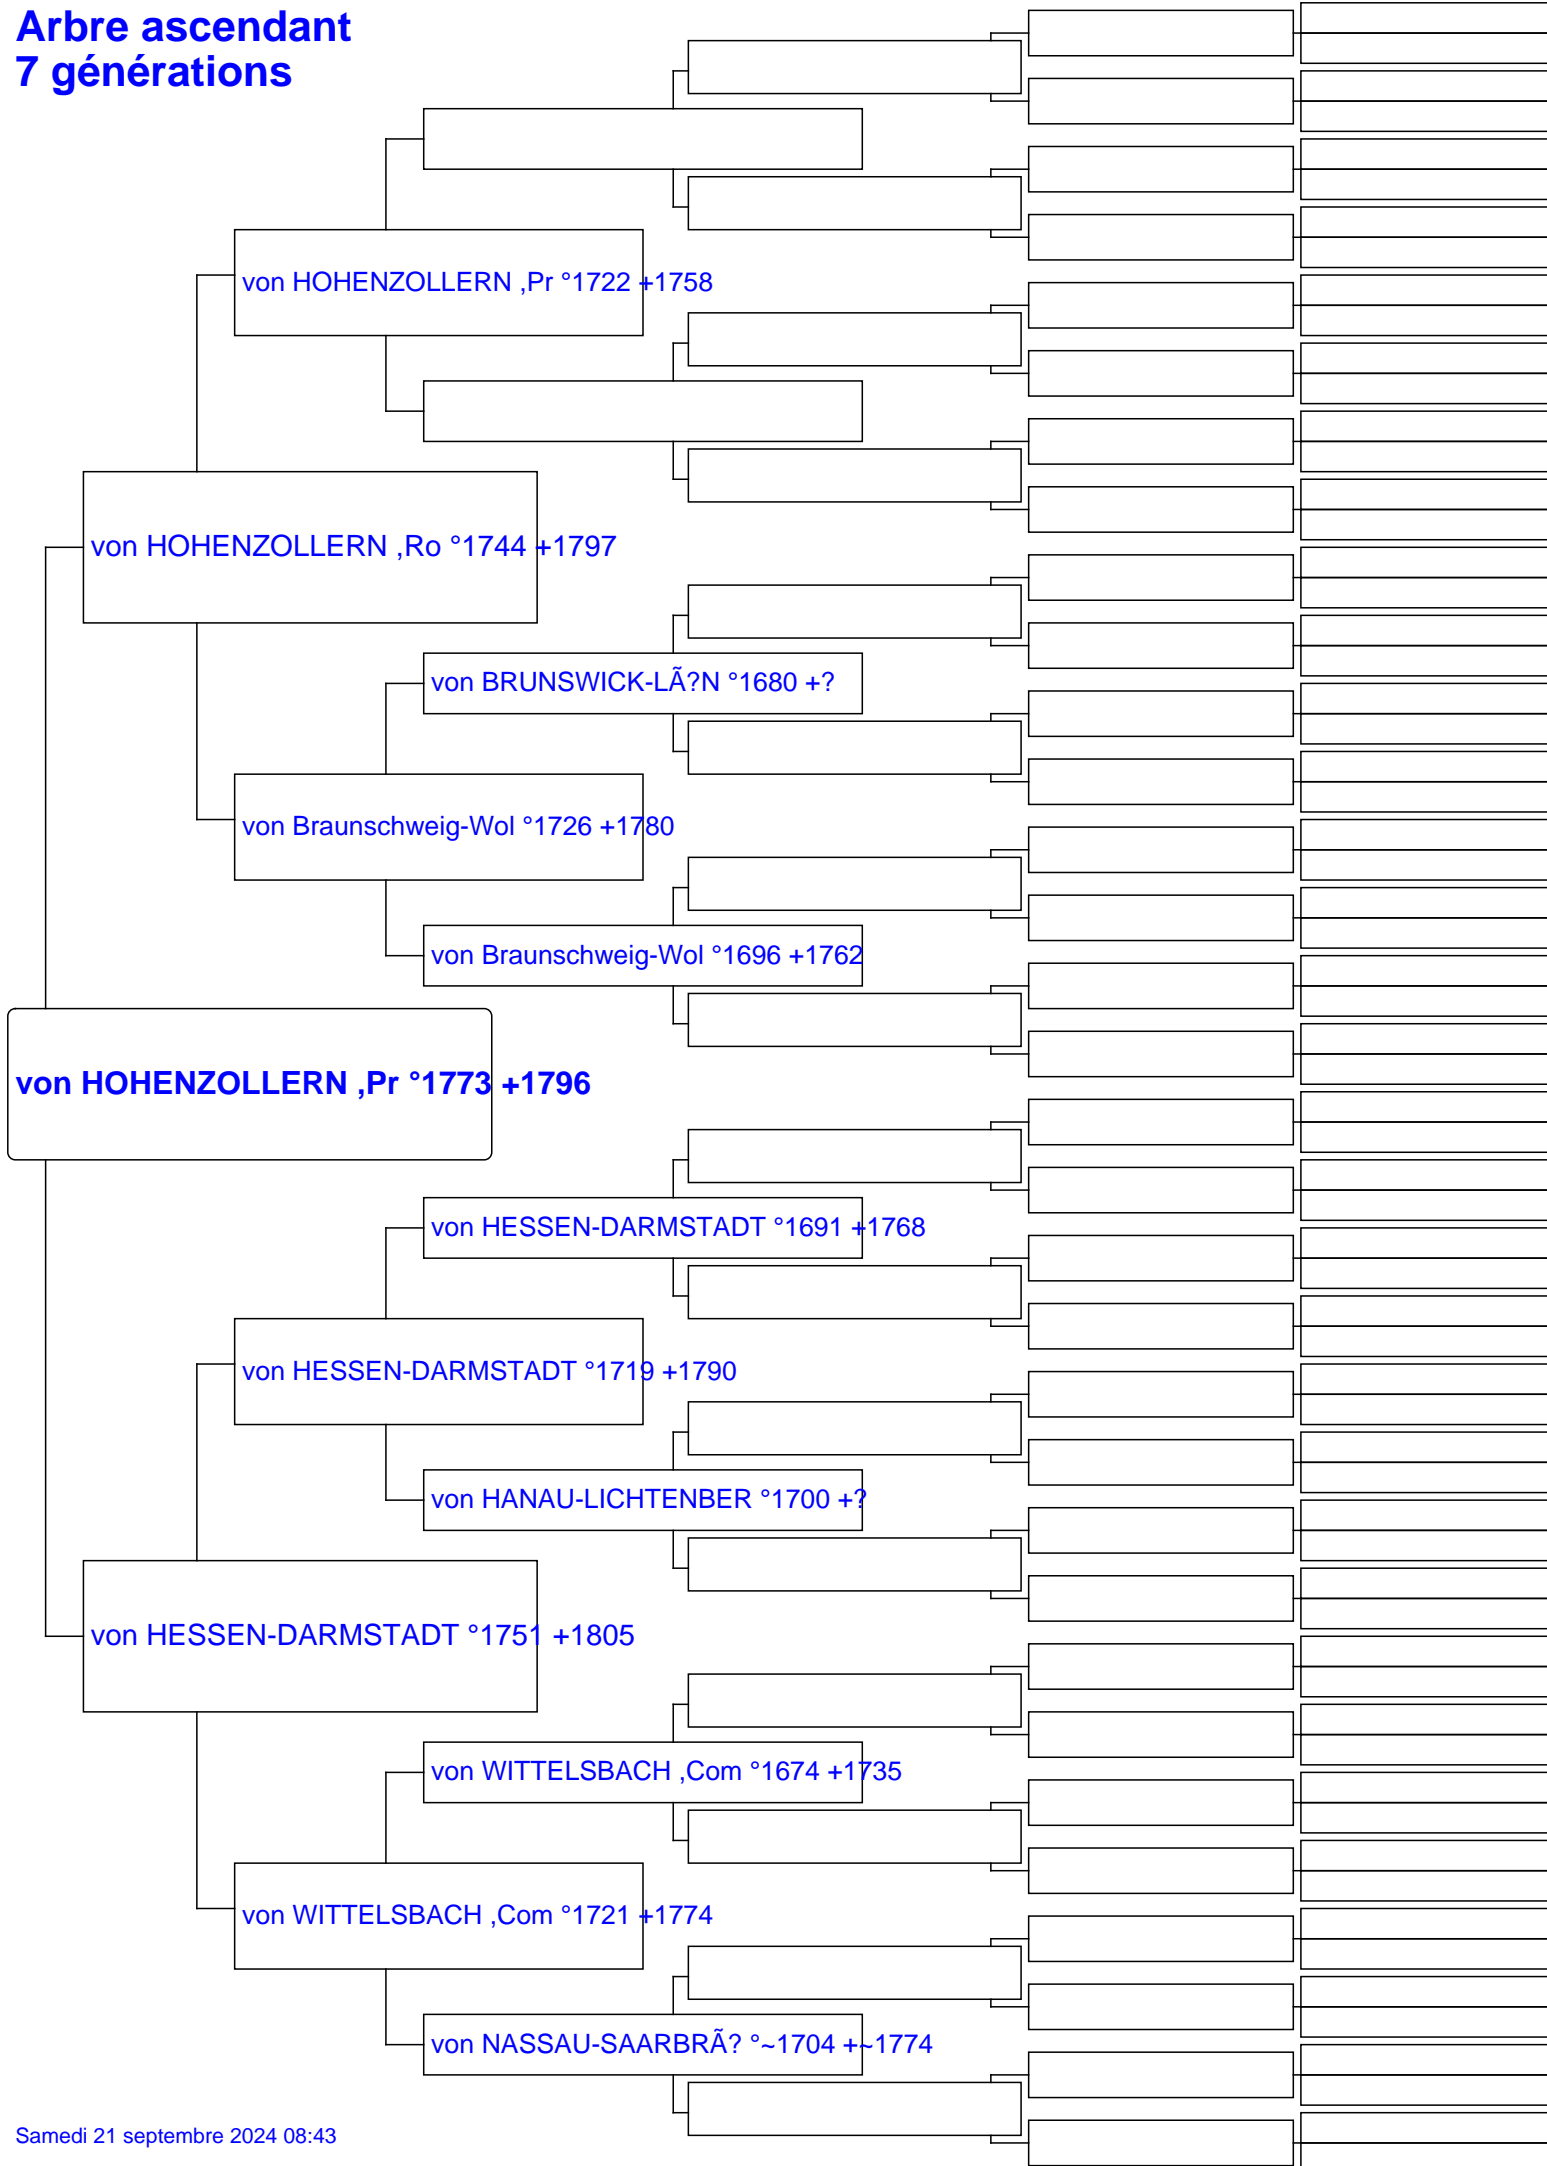 Arbre ascendant
7 générations
von HOHENZOLLERN ,Pr °1722 +1758
von HOHENZOLLERN ,Ro °1744 +1797
von BRUNSWICK-LÃ?N °1680 +?
von Braunschweig-Wol °1726 +1780
von Braunschweig-Wol °1696 +1762
von HOHENZOLLERN ,Pr °1773 +1796
von HESSEN-DARMSTADT °1691 +1768
von HESSEN-DARMSTADT °1719 +1790
von HANAU-LICHTENBER °1700 +?
von HESSEN-DARMSTADT °1751 +1805
von WITTELSBACH ,Com °1674 +1735
von WITTELSBACH ,Com °1721 +1774
von NASSAU-SAARBRÃ? °~1704 +~1774
Samedi 21 septembre 2024 08:43